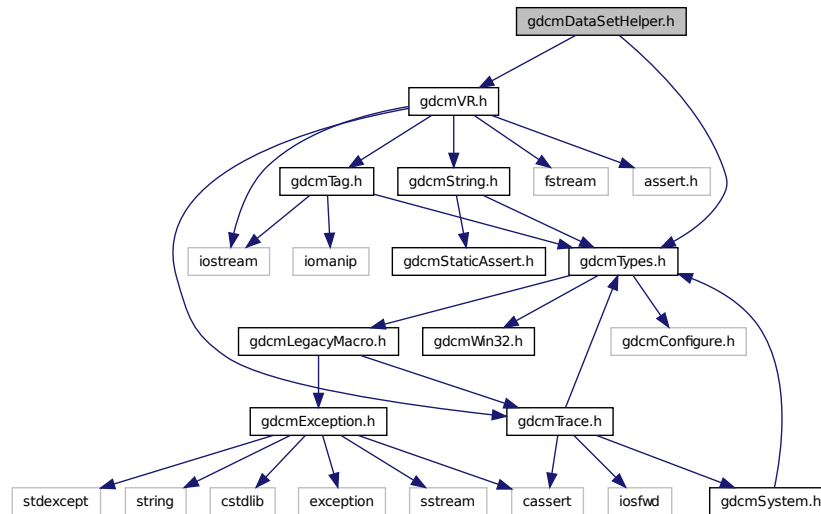 gdcmDataSetHelper.h
gdcmVR.h
gdcmTag.h
gdcmString.h
fstream
assert.h
iostream
iomanip
gdcmStaticAssert.h
gdcmTypes.h
gdcmLegacyMacro.h
gdcmWin32.h
gdcmConfigure.h
gdcmException.h
gdcmTrace.h
stdexcept
string
cstdlib
exception
sstream
cassert
iosfwd
gdcmSystem.h